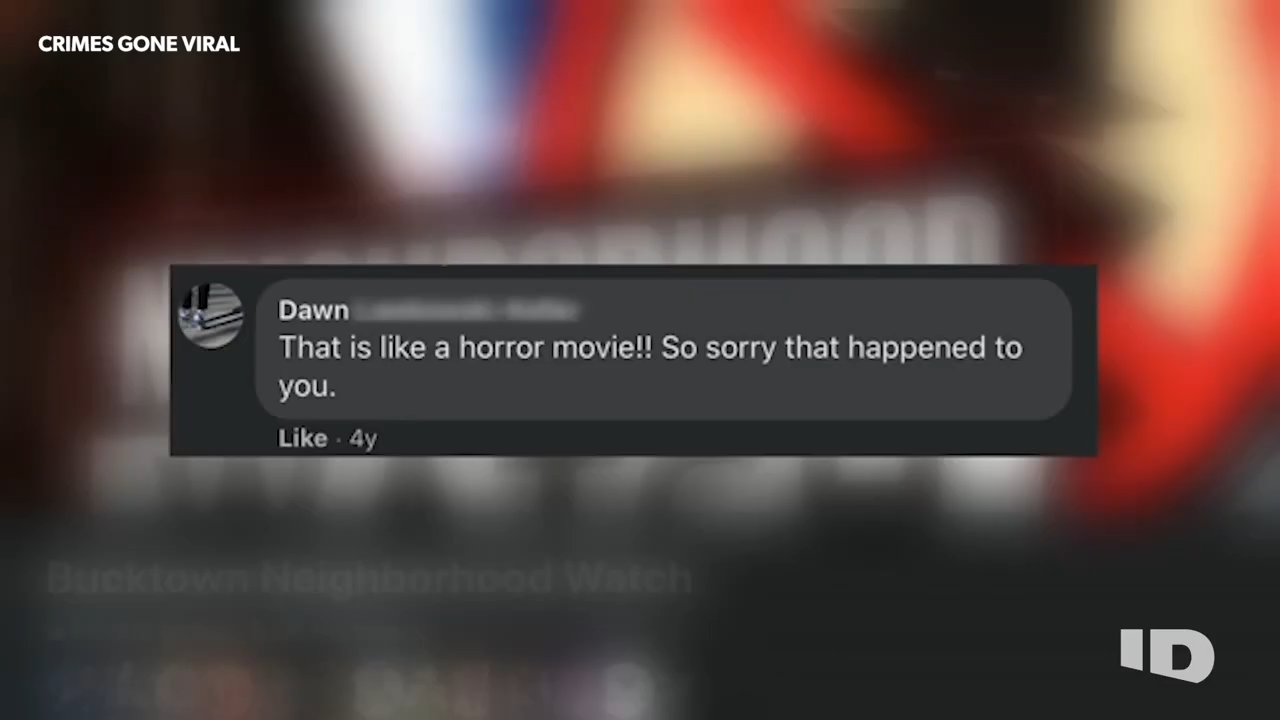 CRIMES GONE VIRAL
NEIGHBORHOOD
Dawn
That is like a horror movie!! So sorry that happened to
you.
Like · 4y
Bucktown Neighborhood Watch
ID